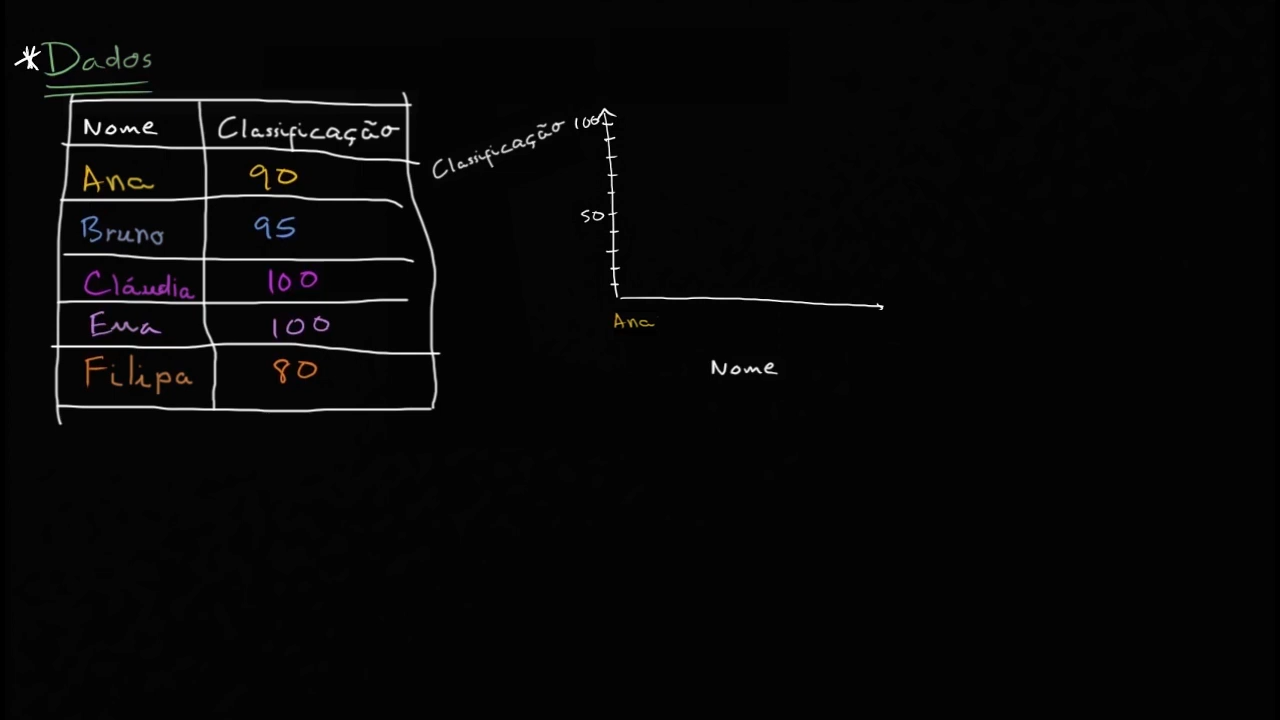 *Dados
Nome Classificação
Ana 90
Bruno 95
Cláudia 100
Ema 100
Filipa 80
Classificação
100
50
Ana
Nome